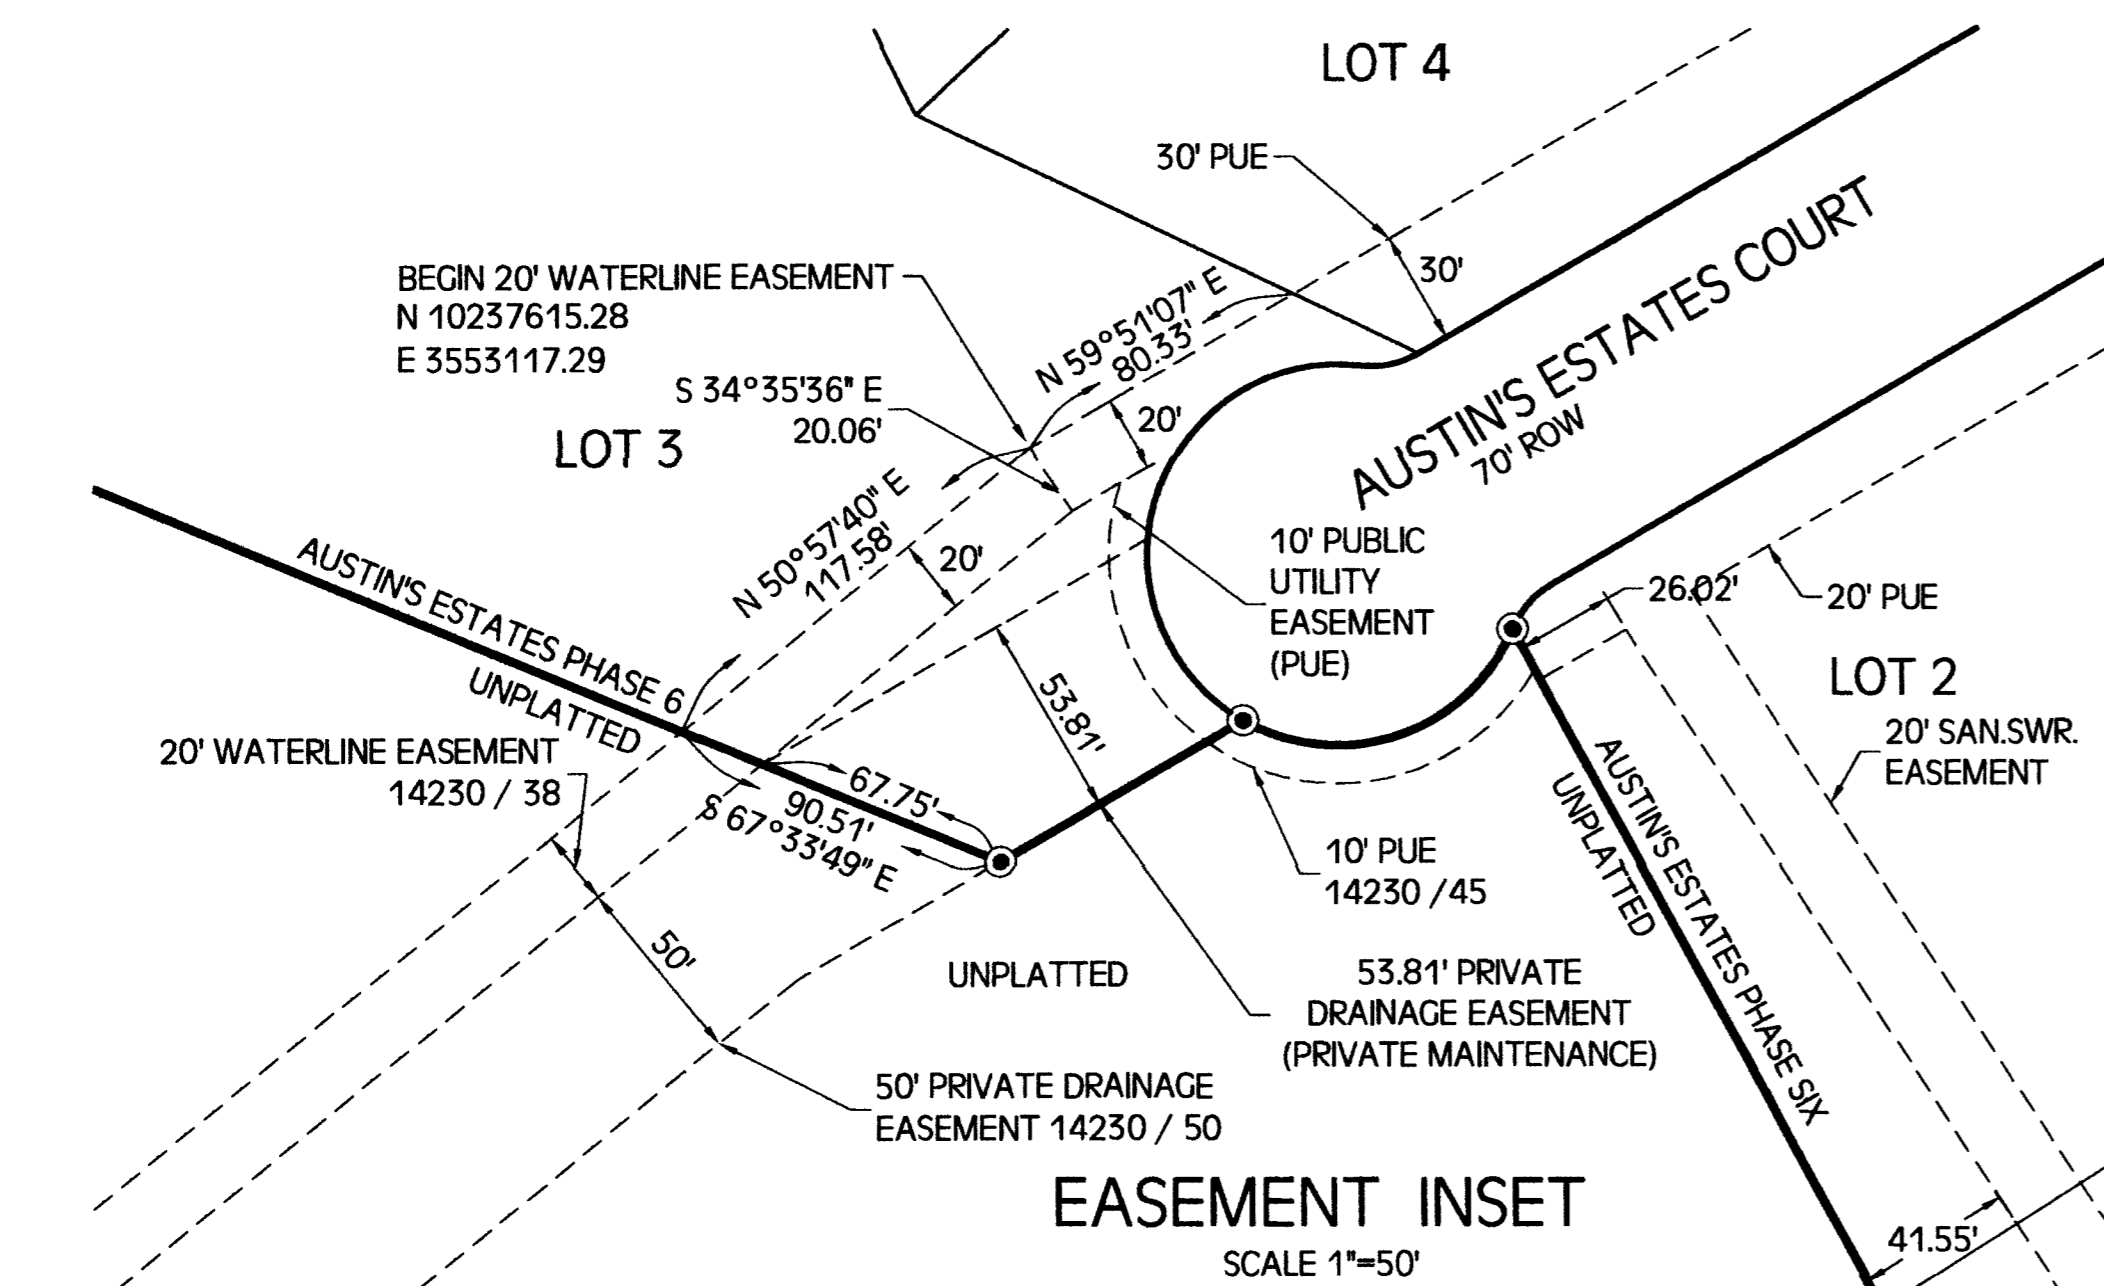 LOT 4
30' PUE
30'
AUSTIN'S ESTATES COURT
70' ROW
BEGIN 20' WATERLINE EASEMENT
N 10237615.28
E 3553117.29
N 59°51'07" E
80.33'
S 34°35'36" E
20.06'
20'
LOT 3
N 50°57'40" E
117.58'
20'
10' PUBLIC
UTILITY
EASEMENT
(PUE)
26.02'
20' PUE
LOT 2
20' SAN.SWR.
EASEMENT
AUSTIN'S ESTATES PHASE 6
UNPLATTED
53.81'
20' WATERLINE EASEMENT
14230 / 38
67.75'
90.51'
S 67°33'49" E
AUSTIN'S ESTATES PHASE SIX
UNPLATTED
10' PUE
14230 /45
50'
UNPLATTED
53.81' PRIVATE
DRAINAGE EASEMENT
(PRIVATE MAINTENANCE)
50' PRIVATE DRAINAGE
EASEMENT 14230 / 50
EASEMENT INSET
SCALE 1"=50'
41.55'